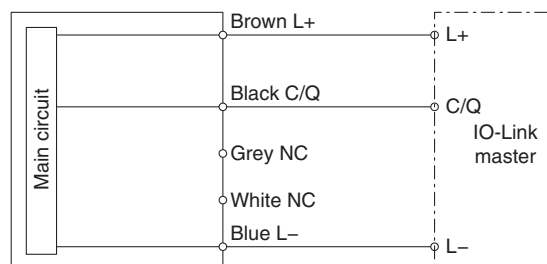 Brown L+
L+
Black C/Q
C/Q
Main circuit
IO-Link
master
Grey NC
White NC
Blue L−
L−